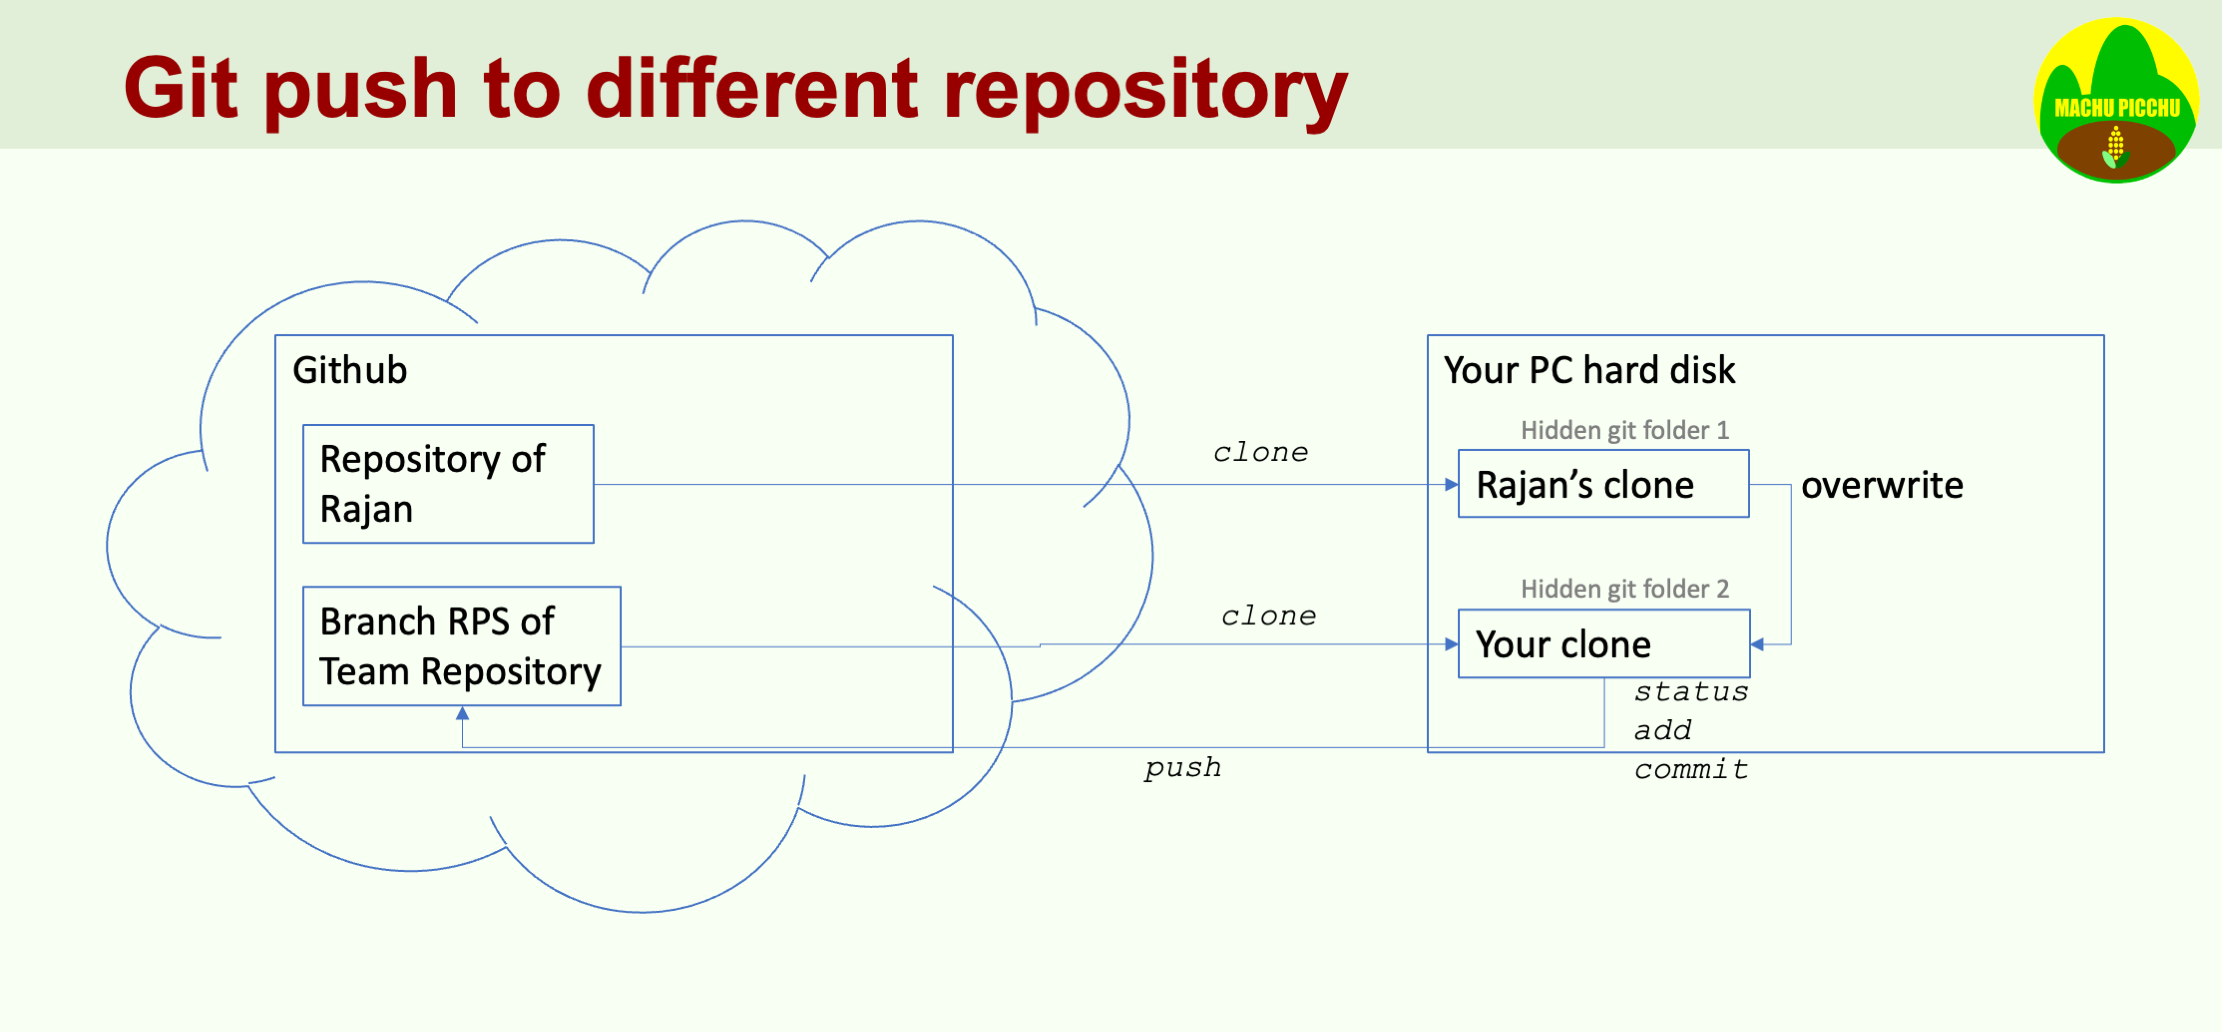 Git push to different repository
MACHU PICCHU
Github
Repository of
Rajan
Branch RPS of
Team Repository
clone
clone
push
Your PC hard disk
Hidden git folder 1
Rajan’s clone
overwrite
Hidden git folder 2
Your clone
status
add
commit